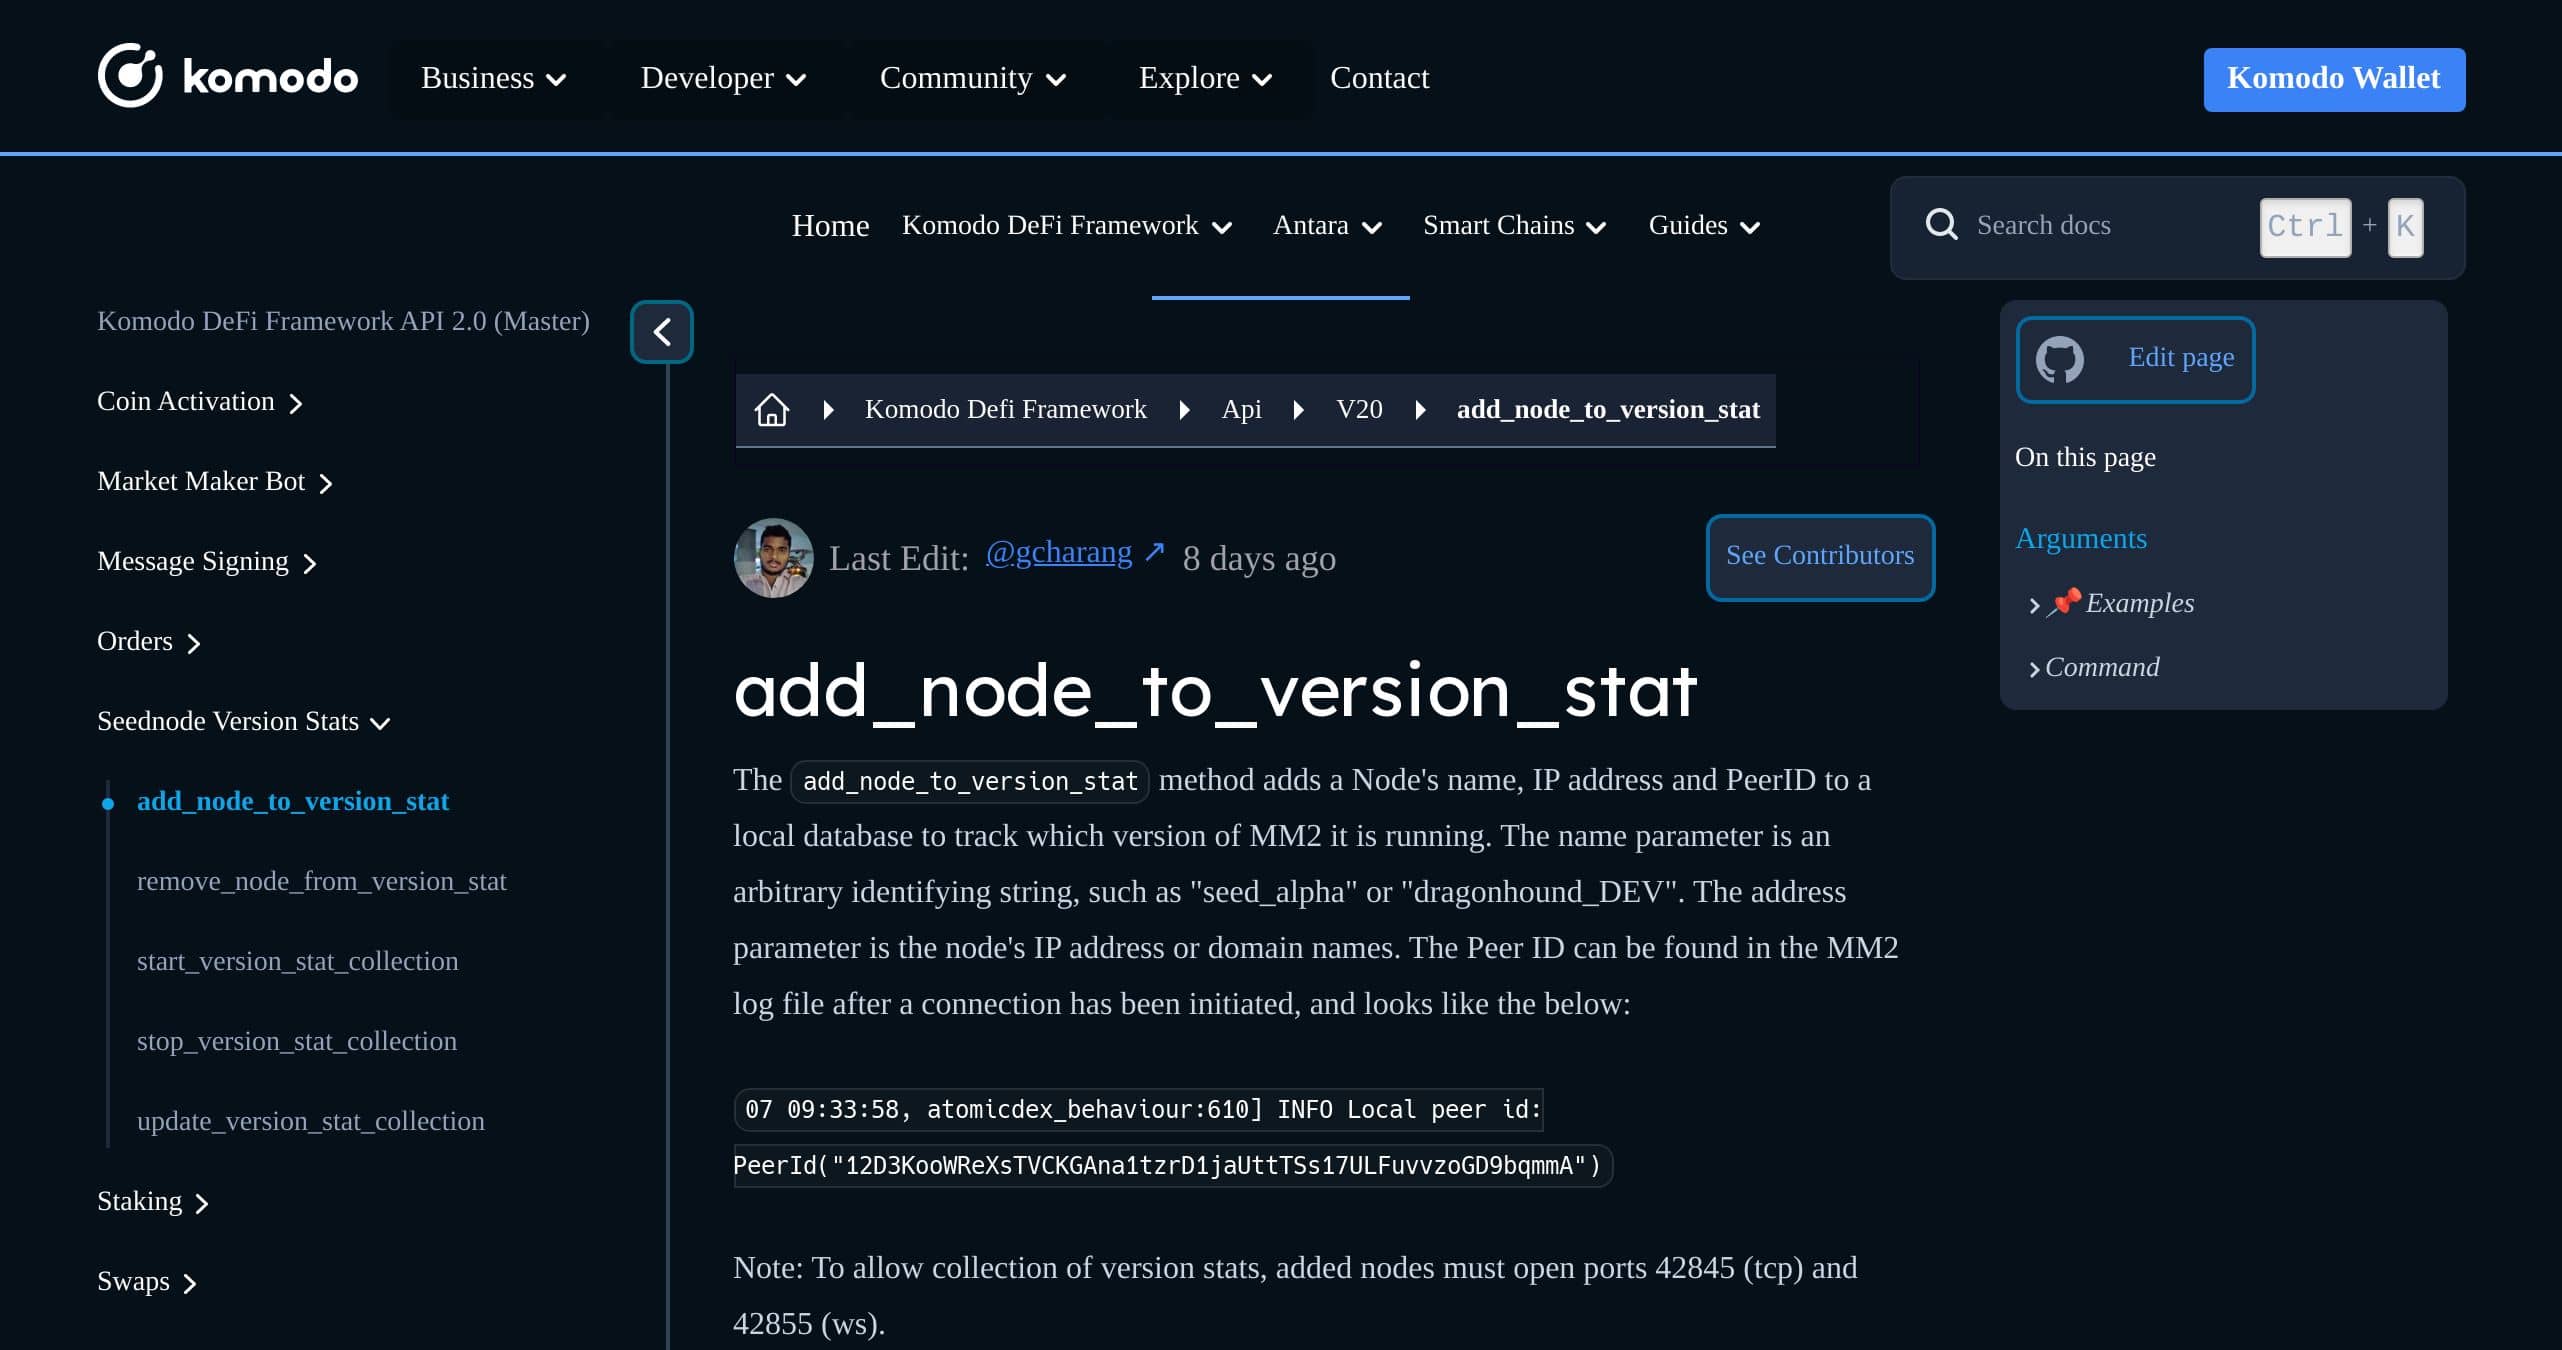 komodo
Business
Developer
Community
Explore
Contact
Komodo Wallet
Home
Komodo DeFi Framework
Antara
Smart Chains
Guides
Search docs
Ctrl + K
Komodo DeFi Framework API 2.0 (Master)
Coin Activation
Market Maker Bot
Message Signing
Orders
Seednode Version Stats
add_node_to_version_stat
remove_node_from_version_stat
start_version_stat_collection
stop_version_stat_collection
update_version_stat_collection
Staking
Swaps
Komodo Defi Framework
Api
V20
add_node_to_version_stat
Last Edit: @gcharang ↗ 8 days ago
See Contributors
add_node_to_version_stat
The add_node_to_version_stat method adds a Node's name, IP address and PeerID to a
local database to track which version of MM2 it is running. The name parameter is an
arbitrary identifying string, such as "seed_alpha" or "dragonhound_DEV". The address
parameter is the node's IP address or domain names. The Peer ID can be found in the MM2
log file after a connection has been initiated, and looks like the below:
07 09:33:58, atomicdex_behaviour:610] INFO Local peer id:
PeerId("12D3KooWReXsTVCKGAna1tzrD1jaUttTSs17ULFuvvzoGD9bqmmA")
Note: To allow collection of version stats, added nodes must open ports 42845 (tcp) and
42855 (ws).
Edit page
On this page
Arguments
📌 Examples
Command